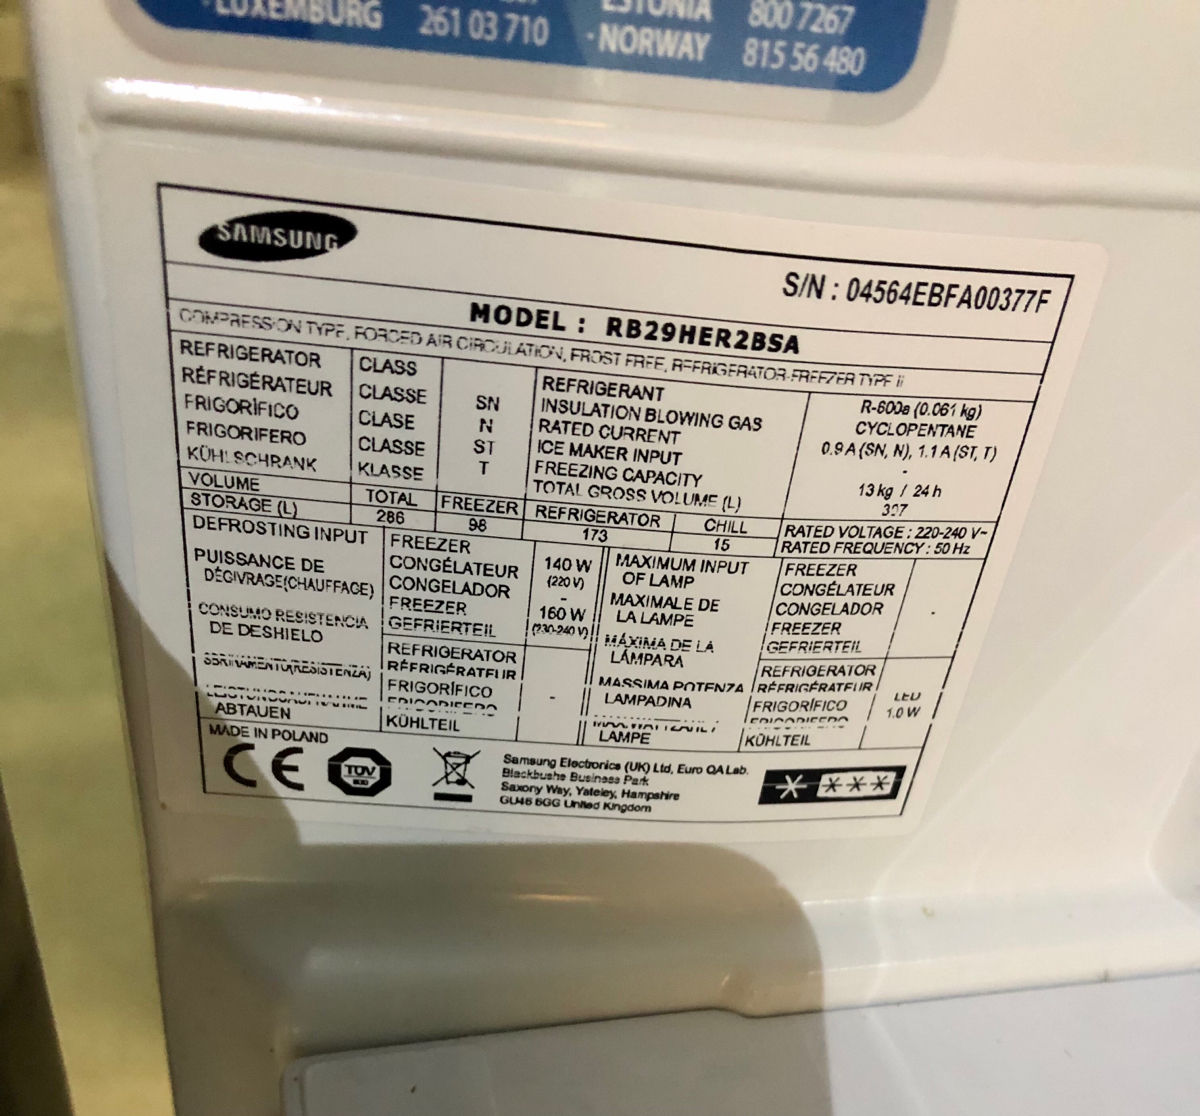 · LUXEMBURG 261 03 710
ESTONIA 800 7267
· NORWAY 815 56 480
SAMSUNG
S/N : 04564EBFA00377F
MODEL : RB29HER2BSA
COMPRESSION TYPE, FORCED AIR CIRCULATION, FROST FREE, REFRIGERATOR-FREEZER TYPE II
REFRIGERATOR
RÉFRIGÉRATEUR
FRIGORÍFICO
FRIGORIFERO
KÜHLSCHRANK
CLASS
CLASSE
CLASE
CLASSE
KLASSE
SN
N
ST
T
REFRIGERANT
INSULATION BLOWING GAS
RATED CURRENT
ICE MAKER INPUT
FREEZING CAPACITY
TOTAL GROSS VOLUME (L)
R-600a (0.061 kg)
CYCLOPENTANE
0.9 A (SN, N), 1.1 A (ST, T)
-
13 kg / 24 h
VOLUME
STORAGE (L)
TOTAL
286
FREEZER
98
REFRIGERATOR
173
CHILL
15
RATED VOLTAGE : 220-240 V~
RATED FREQUENCY : 50 Hz
DEFROSTING INPUT
PUISSANCE DE
DÉGIVRAGE(CHAUFFAGE)
CONSUMO RESISTENCIA
DE DESHIELO
SBRINAMENTO(RESISTENZA)
LEISTUNGSAUFNAHME
ABTAUEN
FREEZER
CONGÉLATEUR
CONGELADOR
FREEZER
GEFRIERTEIL
140 W
(220 V)
-
160 W
(230-240 V)
REFRIGERATOR
RÉFRIGÉRATEUR
FRIGORÍFICO
FRIGORIFERO
KÜHLTEIL
-
MAXIMUM INPUT
OF LAMP
MAXIMALE DE
LA LAMPE
MÁXIMA DE LA
LÁMPARA
MASSIMA POTENZA
LAMPADINA
LAMPE
FREEZER
CONGÉLATEUR
CONGELADOR
FREEZER
GEFRIERTEIL
-
REFRIGERATOR
RÉFRIGÉRATEUR
FRIGORÍFICO
FRIGORIFERO
KÜHLTEIL
LED
1.0 W
MADE IN POLAND
CE
TÜV
Samsung Electronics (UK) Ltd, Euro QA Lab.
Blackbushe Business Park
Saxony Way, Yateley, Hampshire
GU46 6GG United Kingdom